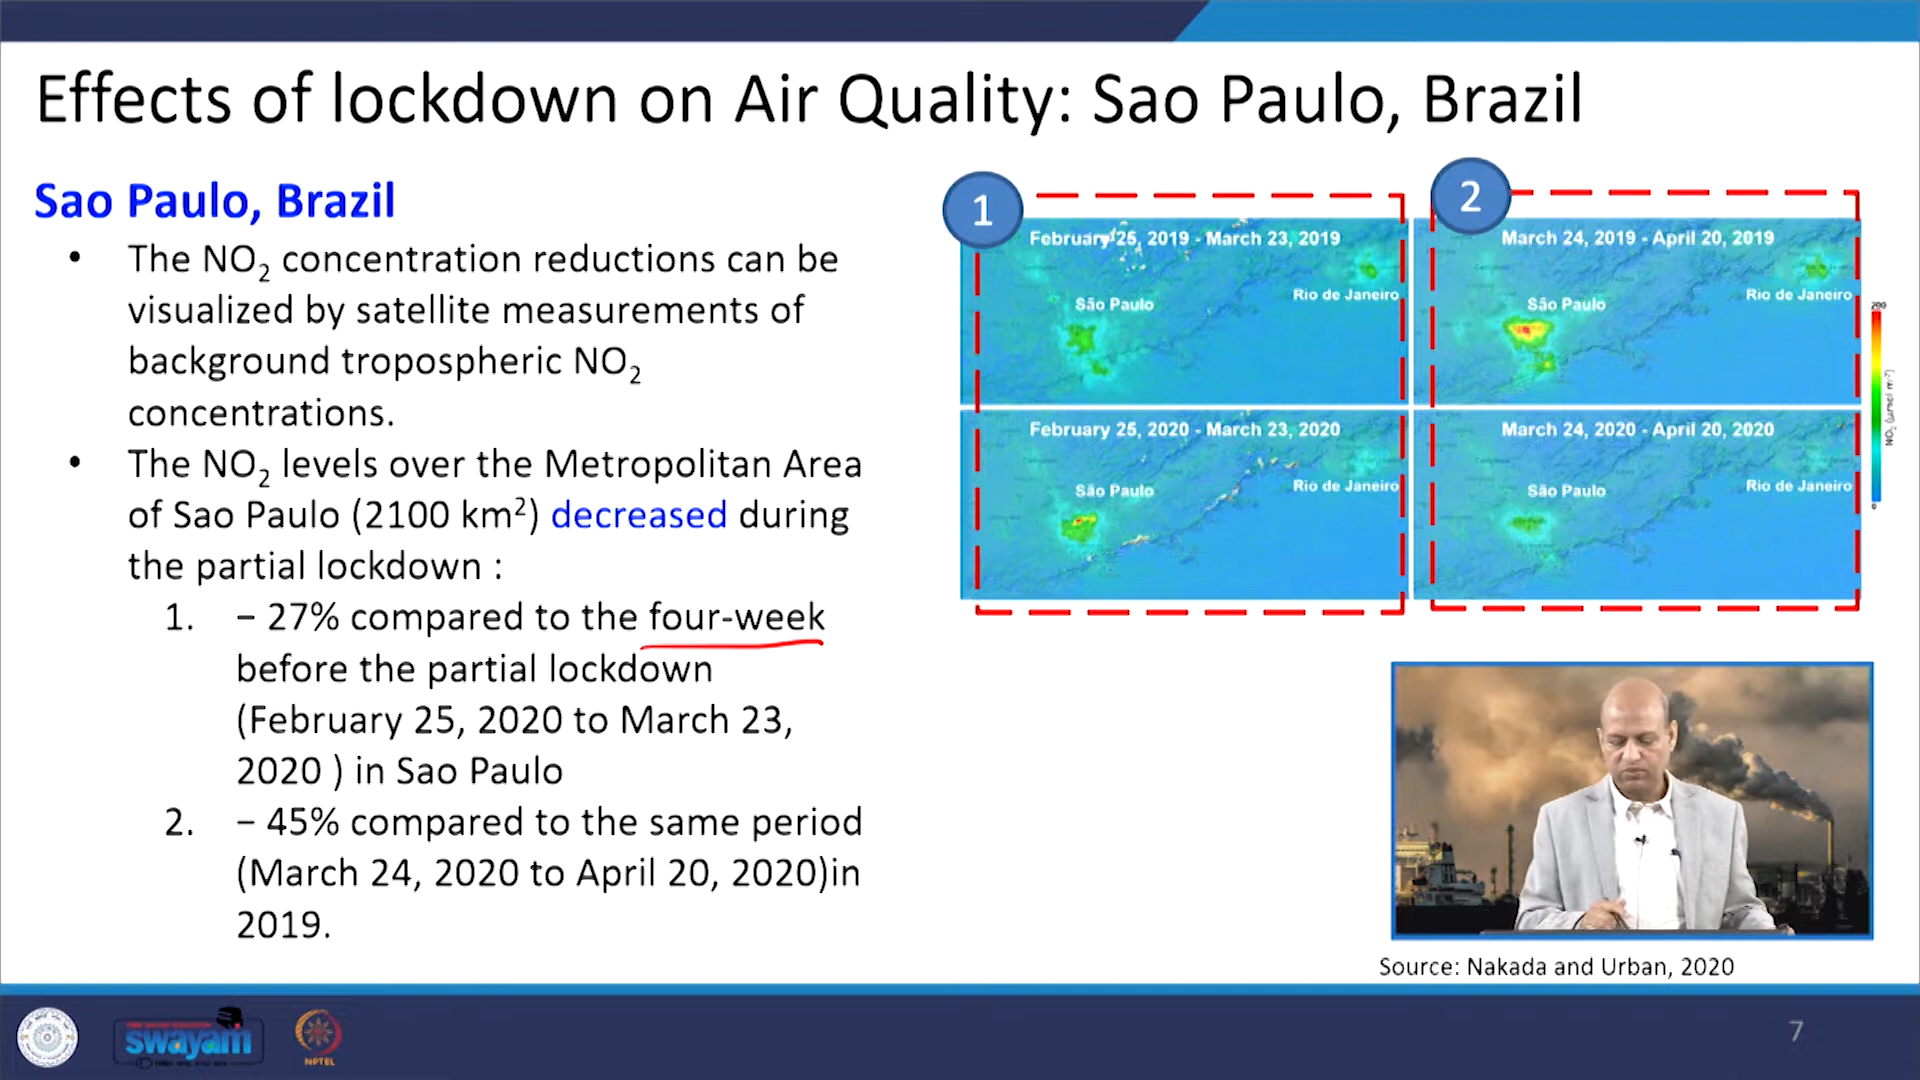 Effects of lockdown on Air Quality: Sao Paulo, Brazil
Sao Paulo, Brazil
• The NO₂ concentration reductions can be
visualized by satellite measurements of
background tropospheric NO₂
concentrations.
• The NO₂ levels over the Metropolitan Area
of Sao Paulo (2100 km²) decreased during
the partial lockdown :
1. − 27% compared to the four-week
before the partial lockdown
(February 25, 2020 to March 23,
2020 ) in Sao Paulo
2. − 45% compared to the same period
(March 24, 2020 to April 20, 2020)in
2019.
1
February 25, 2019 - March 23, 2019
São Paulo
Rio de Janeiro
2
March 24, 2019 - April 20, 2019
São Paulo
Rio de Janeiro
February 25, 2020 - March 23, 2020
São Paulo
Rio de Janeiro
March 24, 2020 - April 20, 2020
São Paulo
Rio de Janeiro
Source: Nakada and Urban, 2020
swayam
NPTEL
7